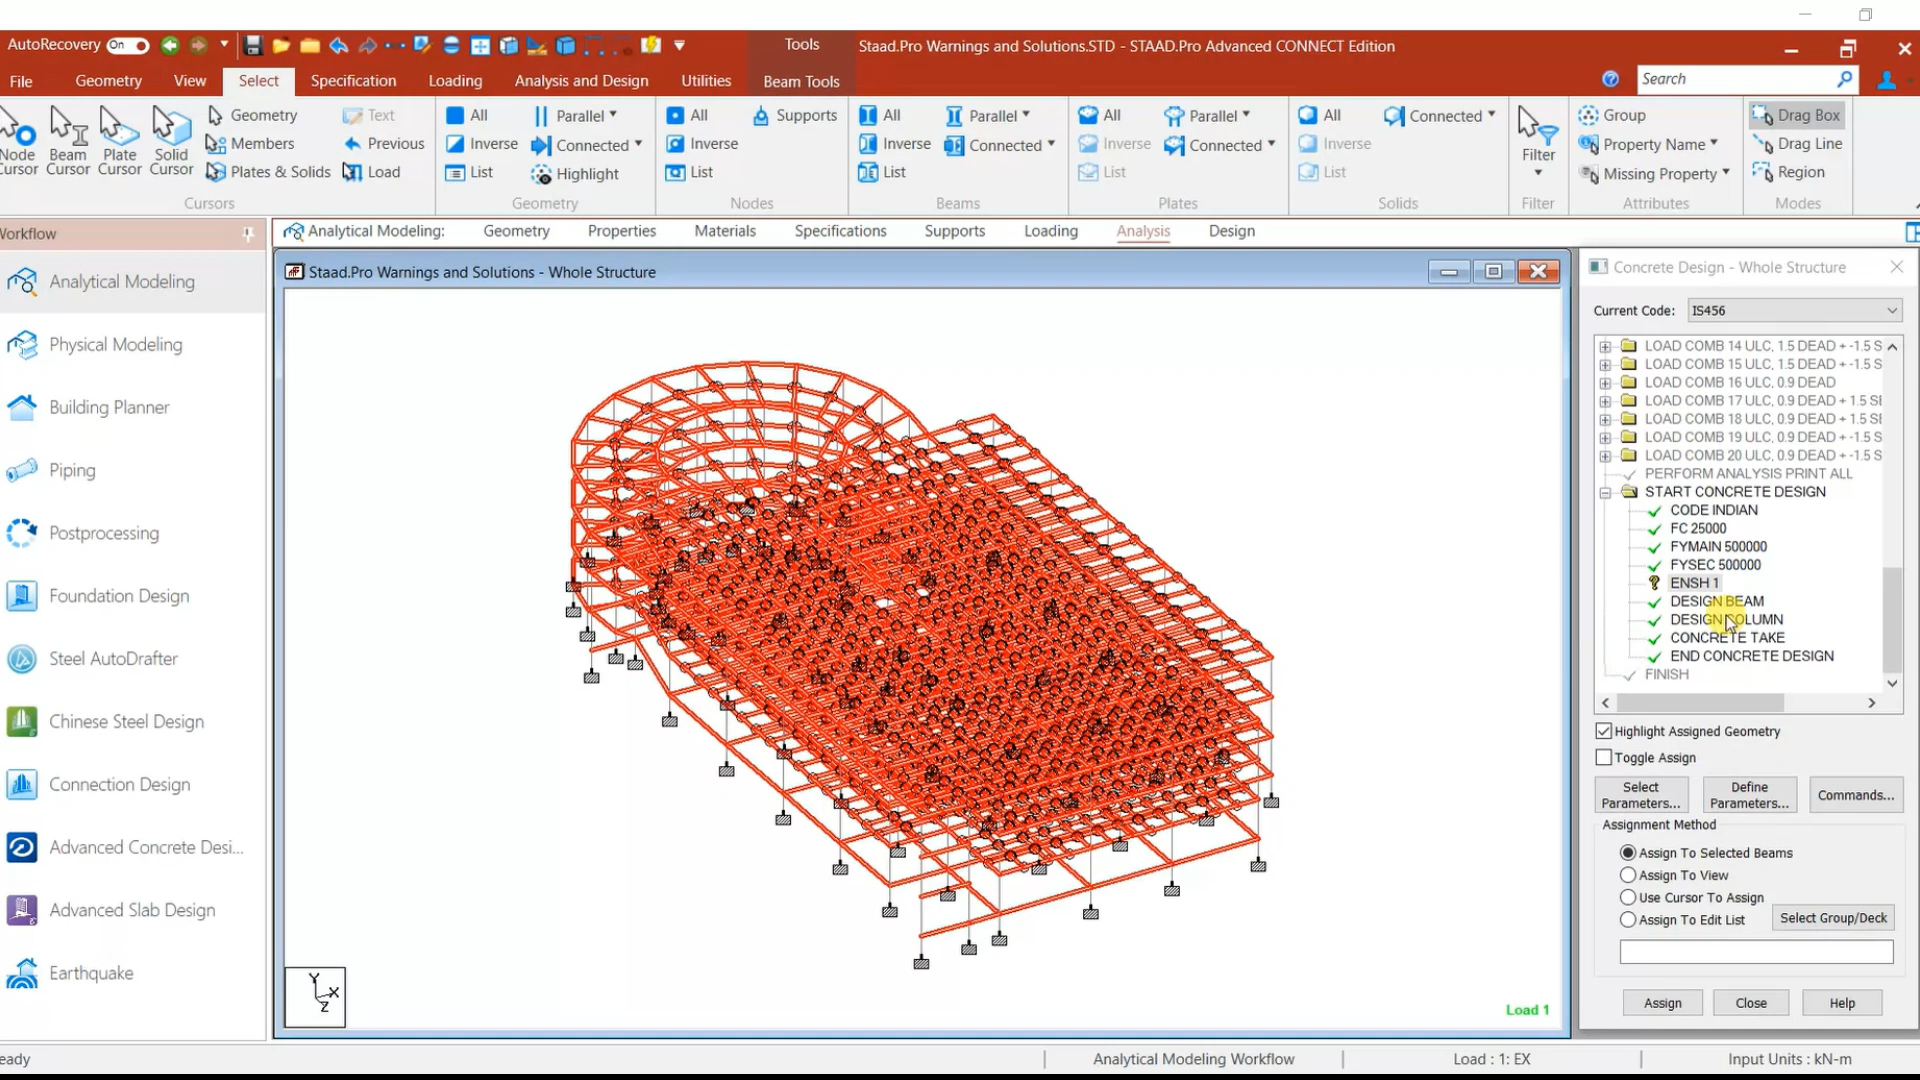 AutoRecovery On
Tools
Staad.Pro Warnings and Solutions.STD - STAAD.Pro Advanced CONNECT Edition
File
Geometry
View
Select
Specification
Loading
Analysis and Design
Utilities
Beam Tools
Search
Node Cursor
Beam Cursor
Plate Cursor
Solid Cursor
Geometry
Members
Plates & Solids
Text
Previous
Load
Cursors
All
Inverse
List
Parallel
Connected
Highlight
Geometry
All
Inverse
List
Supports
Nodes
All
Inverse
List
Parallel
Connected
Beams
All
Inverse
List
Parallel
Connected
Plates
All
Inverse
List
Connected
Solids
Filter
Filter
Group
Property Name
Missing Property
Attributes
Drag Box
Drag Line
Region
Modes
Workflow
Analytical Modeling
Physical Modeling
Building Planner
Piping
Postprocessing
Foundation Design
Steel AutoDrafter
Chinese Steel Design
Connection Design
Advanced Concrete Desi...
Advanced Slab Design
Earthquake
Analytical Modeling:
Geometry
Properties
Materials
Specifications
Supports
Loading
Analysis
Design
Staad.Pro Warnings and Solutions - Whole Structure
Y
X
Z
Load 1
Concrete Design - Whole Structure
Current Code: IS456
LOAD COMB 14 ULC, 1.5 DEAD + -1.5 S
LOAD COMB 15 ULC, 1.5 DEAD + -1.5 S
LOAD COMB 16 ULC, 0.9 DEAD
LOAD COMB 17 ULC, 0.9 DEAD + 1.5 SE
LOAD COMB 18 ULC, 0.9 DEAD + 1.5 SE
LOAD COMB 19 ULC, 0.9 DEAD + -1.5 S
LOAD COMB 20 ULC, 0.9 DEAD + -1.5 S
PERFORM ANALYSIS PRINT ALL
START CONCRETE DESIGN
CODE INDIAN
FC 25000
FYMAIN 500000
FYSEC 500000
ENSH 1
DESIGN BEAM
DESIGN COLUMN
CONCRETE TAKE
END CONCRETE DESIGN
FINISH
Highlight Assigned Geometry
Toggle Assign
Select Parameters...
Define Parameters...
Commands...
Assignment Method
Assign To Selected Beams
Assign To View
Use Cursor To Assign
Assign To Edit List
Select Group/Deck
Assign
Close
Help
eady
Analytical Modeling Workflow
Load : 1: EX
Input Units : kN-m